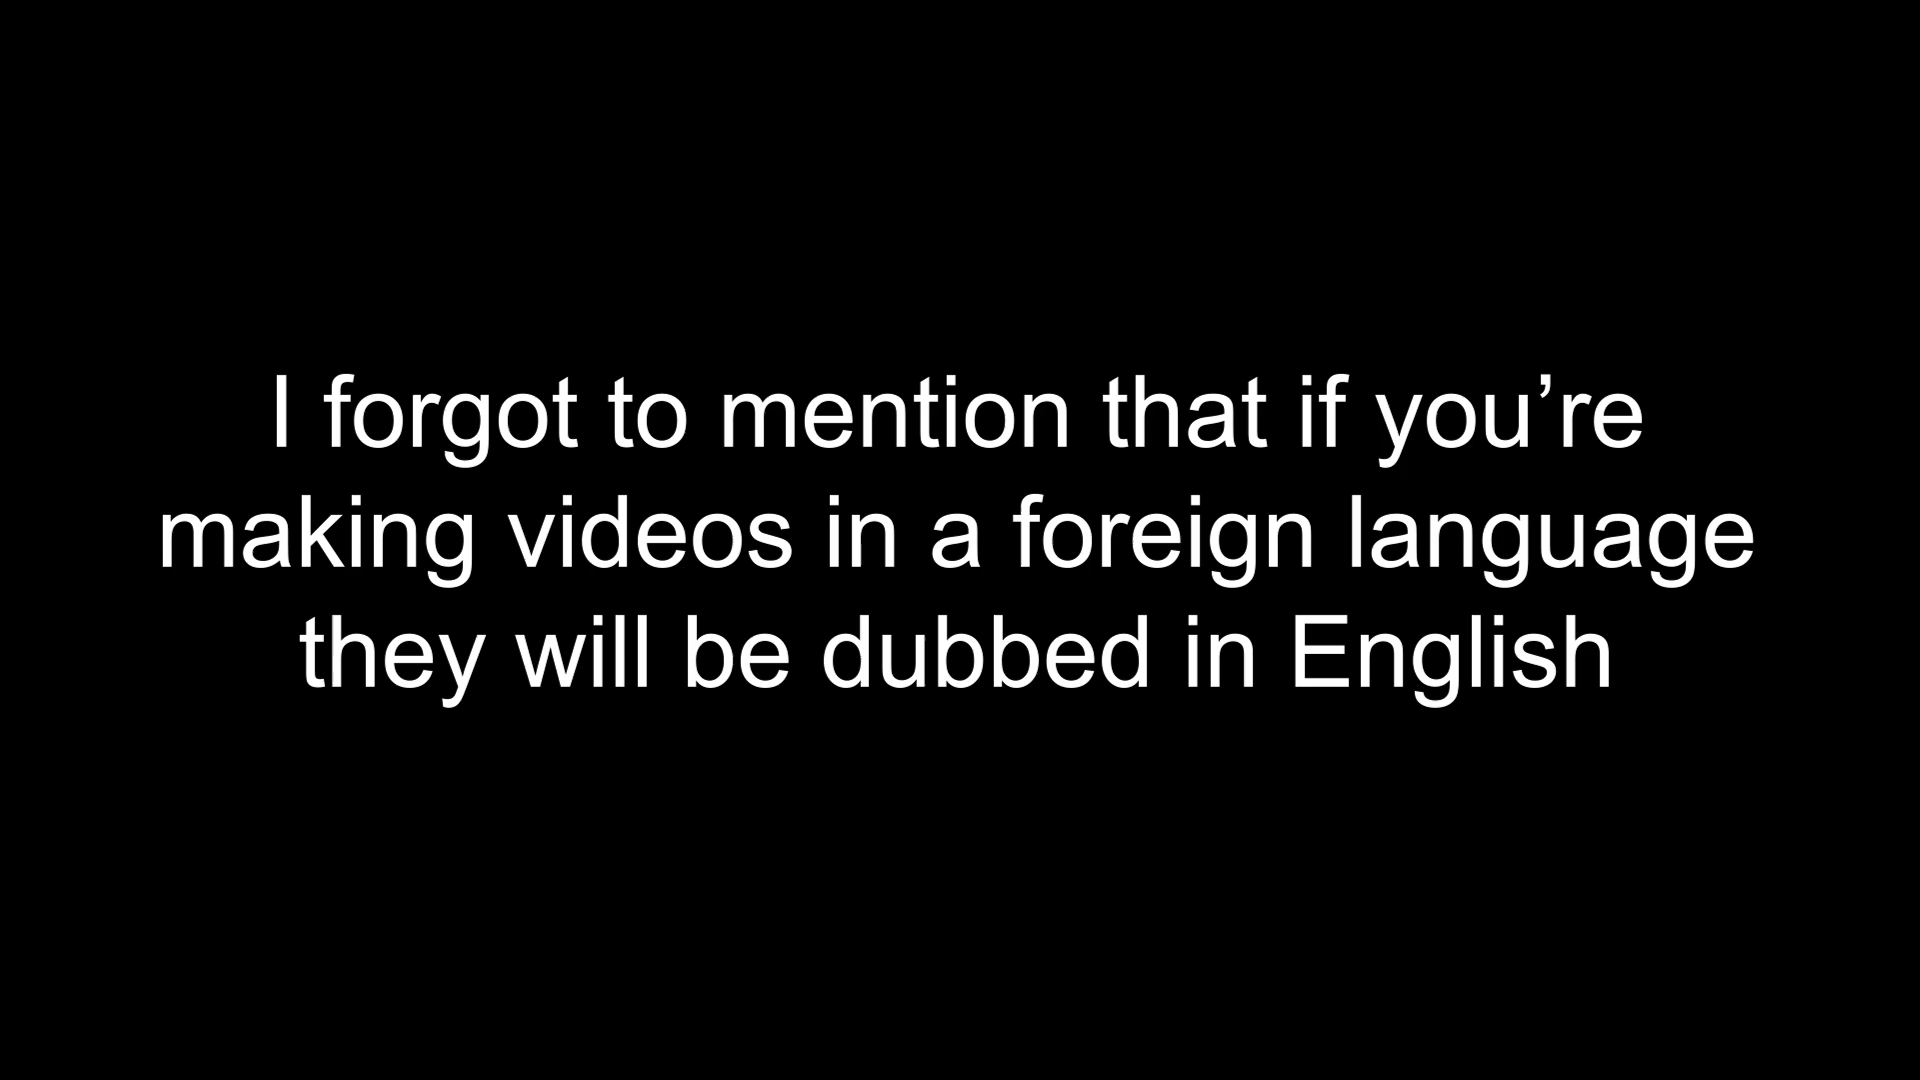 I forgot to mention that if you’re
making videos in a foreign language
they will be dubbed in English